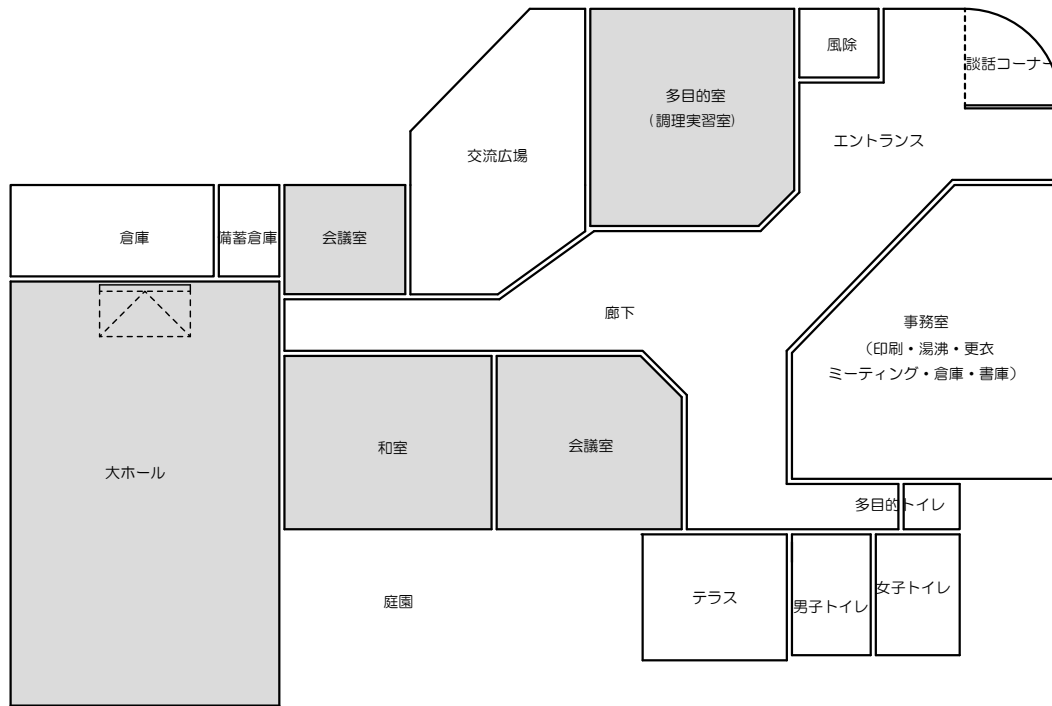 風除
談話コーナー
多目的室
(調理実習室)
エントランス
交流広場
倉庫
備蓄倉庫
会議室
廊下
事務室
(印刷・湯沸・更衣
ミーティング・倉庫・書庫)
和室
会議室
大ホール
多目的トイレ
庭園
テラス
男子トイレ
女子トイレ